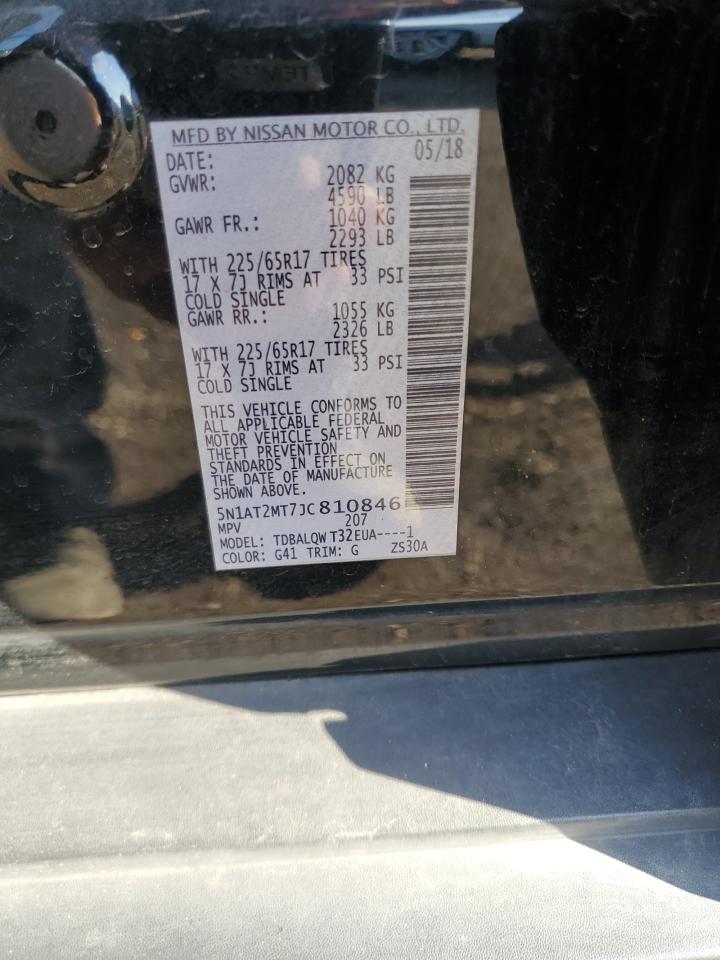 MFD BY NISSAN MOTOR CO., LTD.
DATE: 05/18
GVWR: 2082 KG
4590 LB
GAWR FR.: 1040 KG
2293 LB
WITH 225/65R17 TIRES
17 X 7J RIMS AT 33 PSI
COLD SINGLE
GAWR RR.: 1055 KG
2326 LB
WITH 225/65R17 TIRES
17 X 7J RIMS AT 33 PSI
COLD SINGLE
THIS VEHICLE CONFORMS TO
ALL APPLICABLE FEDERAL
MOTOR VEHICLE SAFETY AND
THEFT PREVENTION
STANDARDS IN EFFECT ON
THE DATE OF MANUFACTURE
SHOWN ABOVE.
5N1AT2MT7JC810846
MPV 207
MODEL: TDBALQW T32EUA----1
COLOR: G41 TRIM: G ZS30A